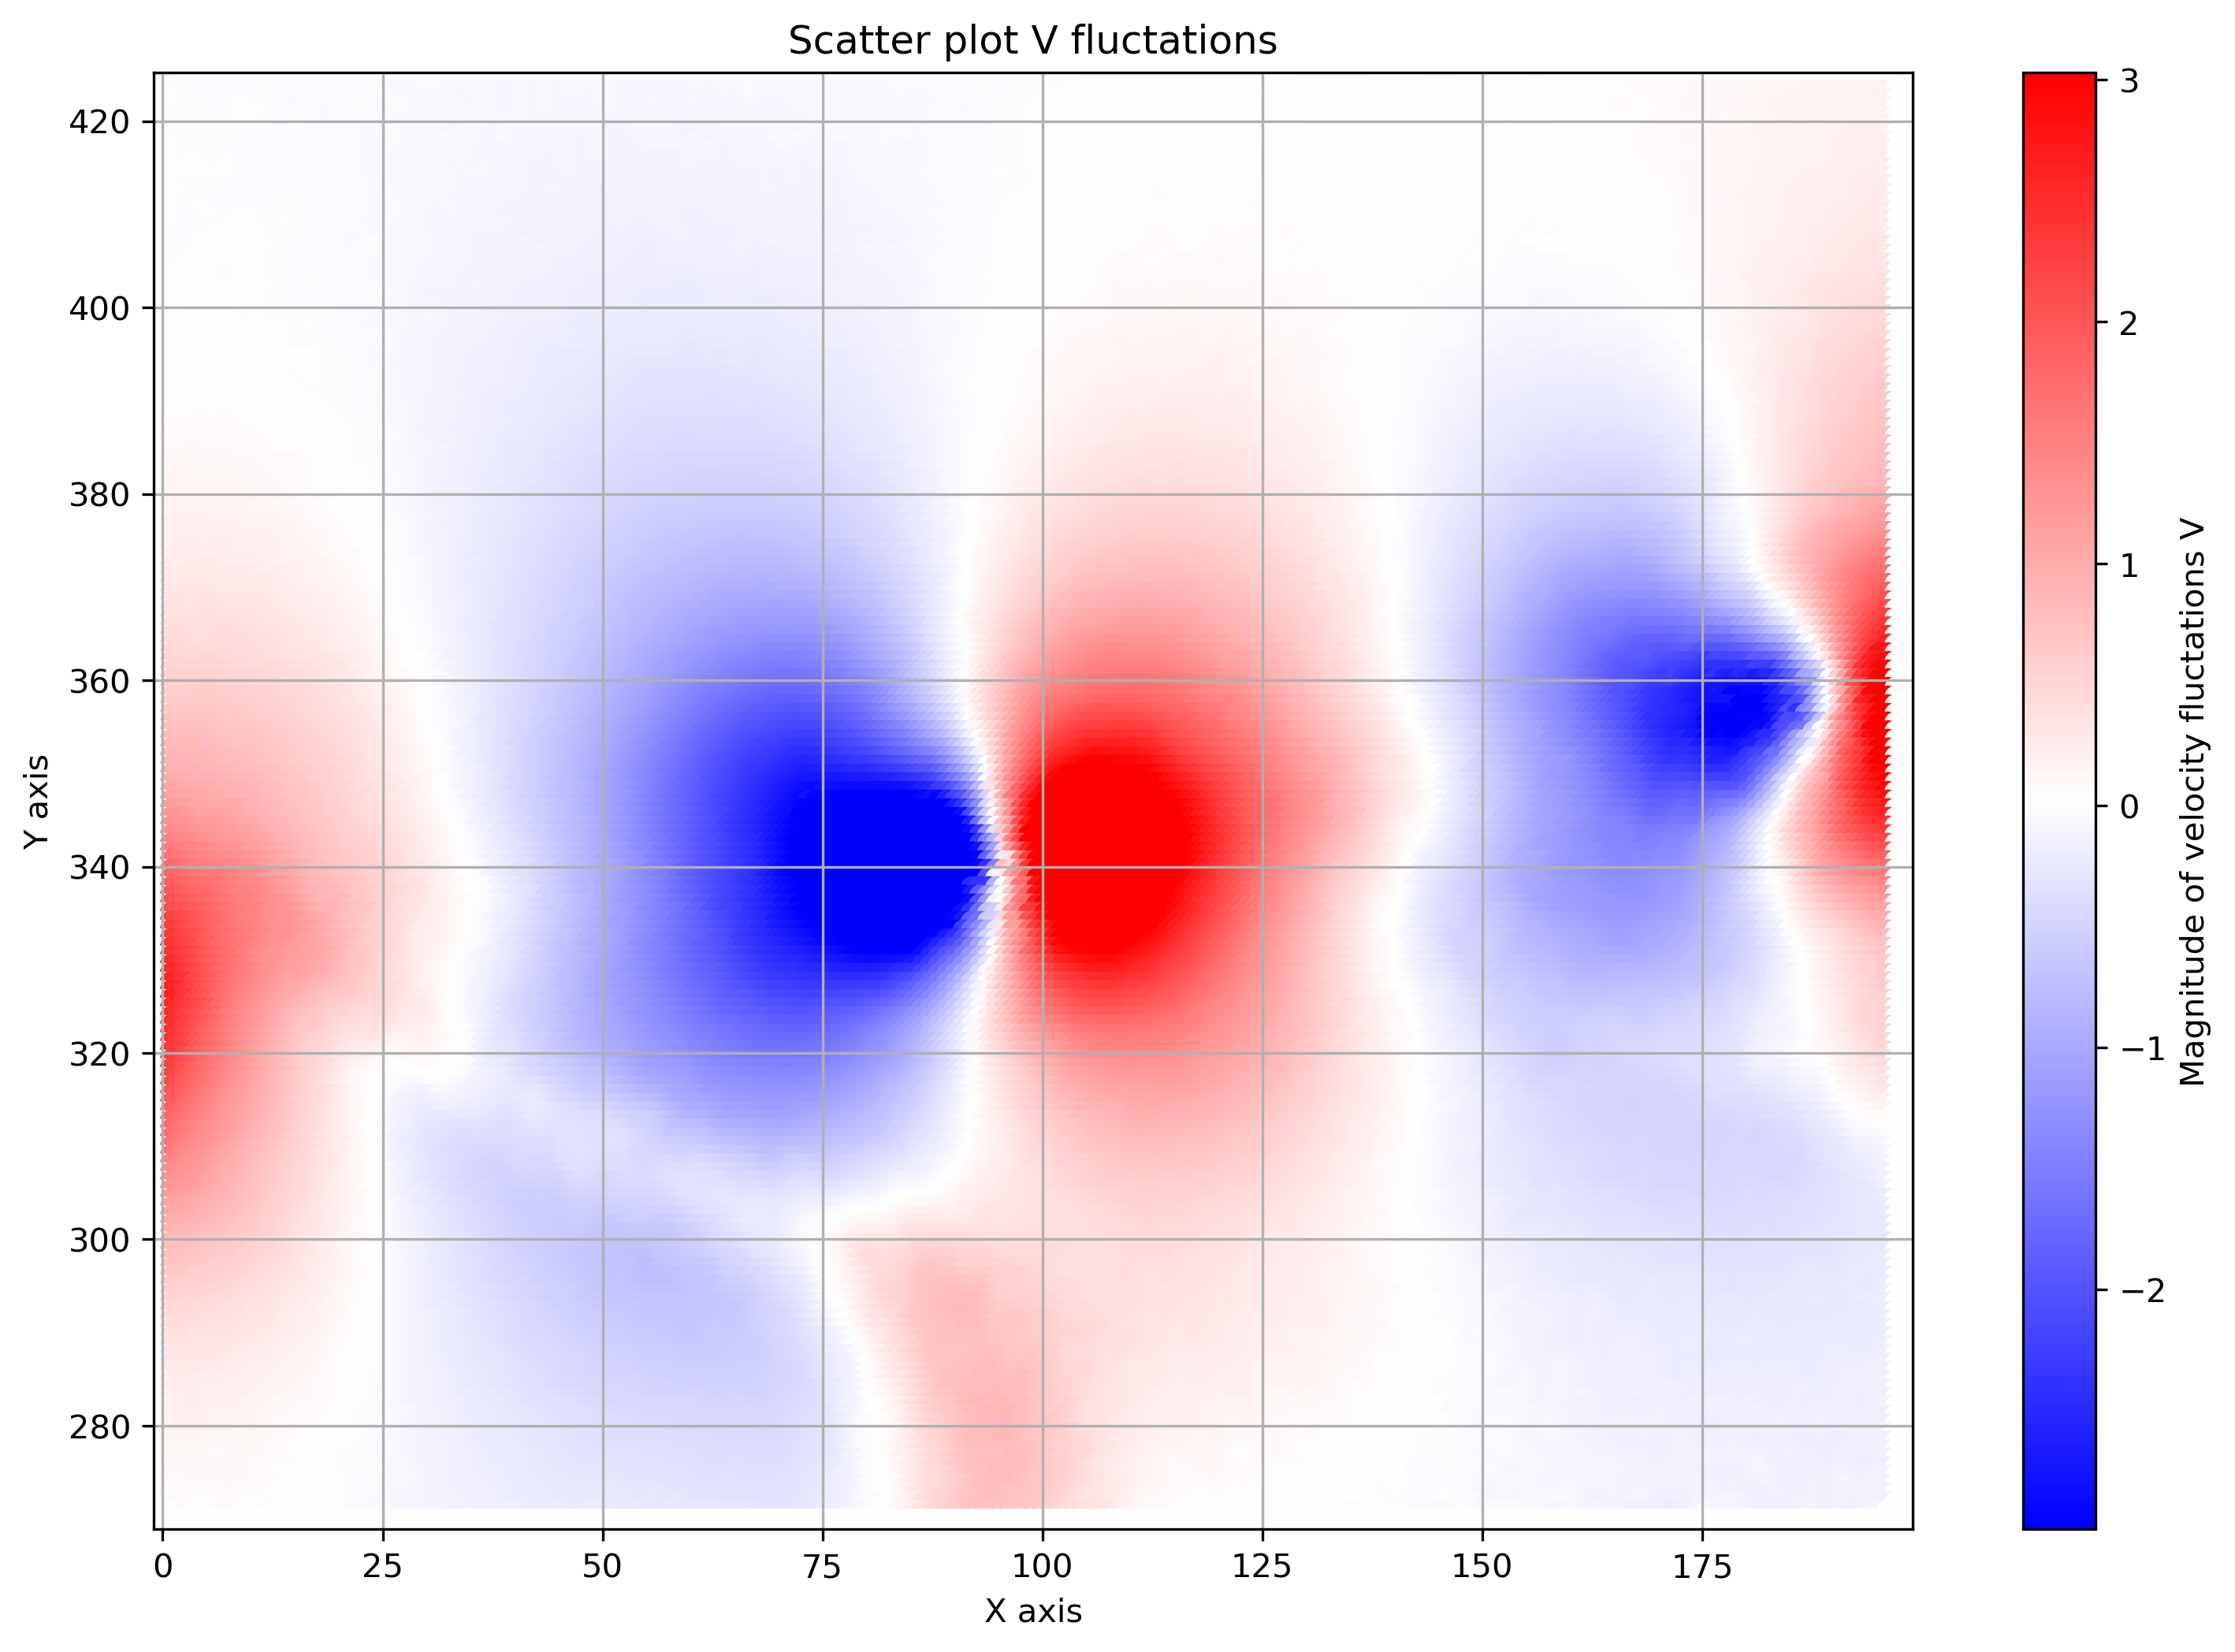 Scatter plot V fluctations
420
400
380
360
340
320
300
280
Y axis
0 25 50 75 100 125 150 175
X axis
3
2
1
0
−1
−2
Magnitude of velocity fluctations V